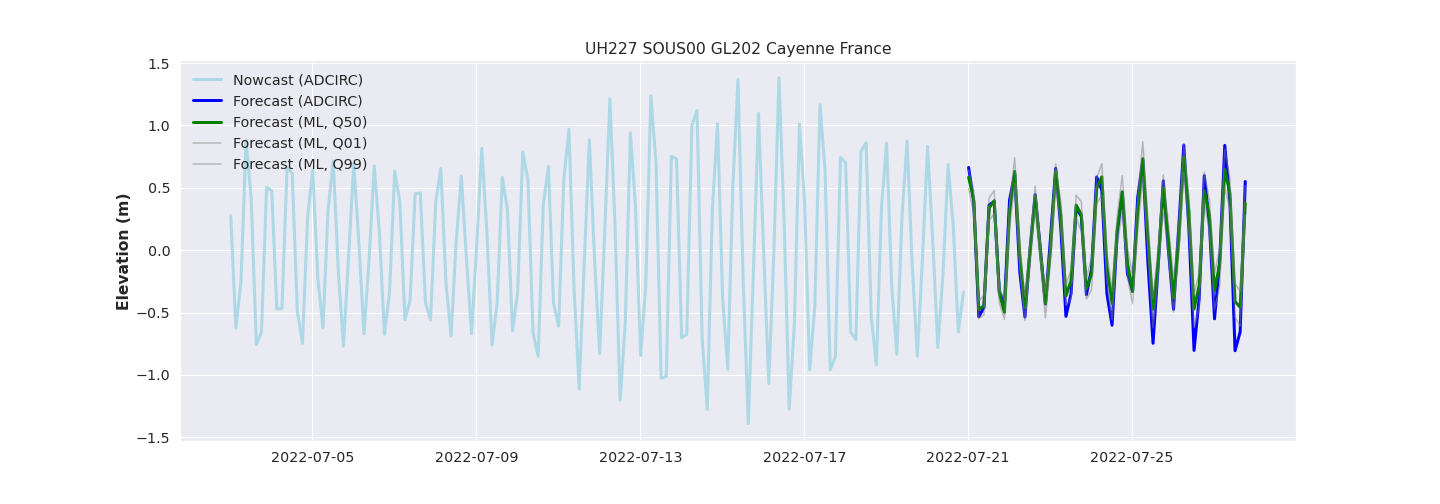 UH227 SOUS00 GL202 Cayenne France
Nowcast (ADCIRC)
Forecast (ADCIRC)
Forecast (ML, Q50)
Forecast (ML, Q01)
Forecast (ML, Q99)
Elevation (m)
1.5
1.0
0.5
0.0
−0.5
−1.0
−1.5
2022-07-05 2022-07-09 2022-07-13 2022-07-17 2022-07-21 2022-07-25